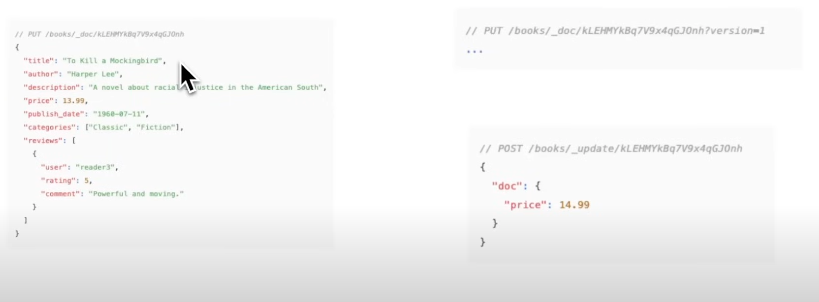 // PUT /books/_doc/kLEHMYkBq7V9x4qGJOnh
{
  "title": "To Kill a Mockingbird",
  "author": "Harper Lee",
  "description": "A novel about racial justice in the American South",
  "price": 13.99,
  "publish_date": "1960-07-11",
  "categories": ["Classic", "Fiction"],
  "reviews": [
    {
      "user": "reader3",
      "rating": 5,
      "comment": "Powerful and moving."
    }
  ]
}
// PUT /books/_doc/kLEHMYkBq7V9x4qGJOnh?version=1
...
// POST /books/_update/kLEHMYkBq7V9x4qGJOnh
{
  "doc": {
    "price": 14.99
  }
}